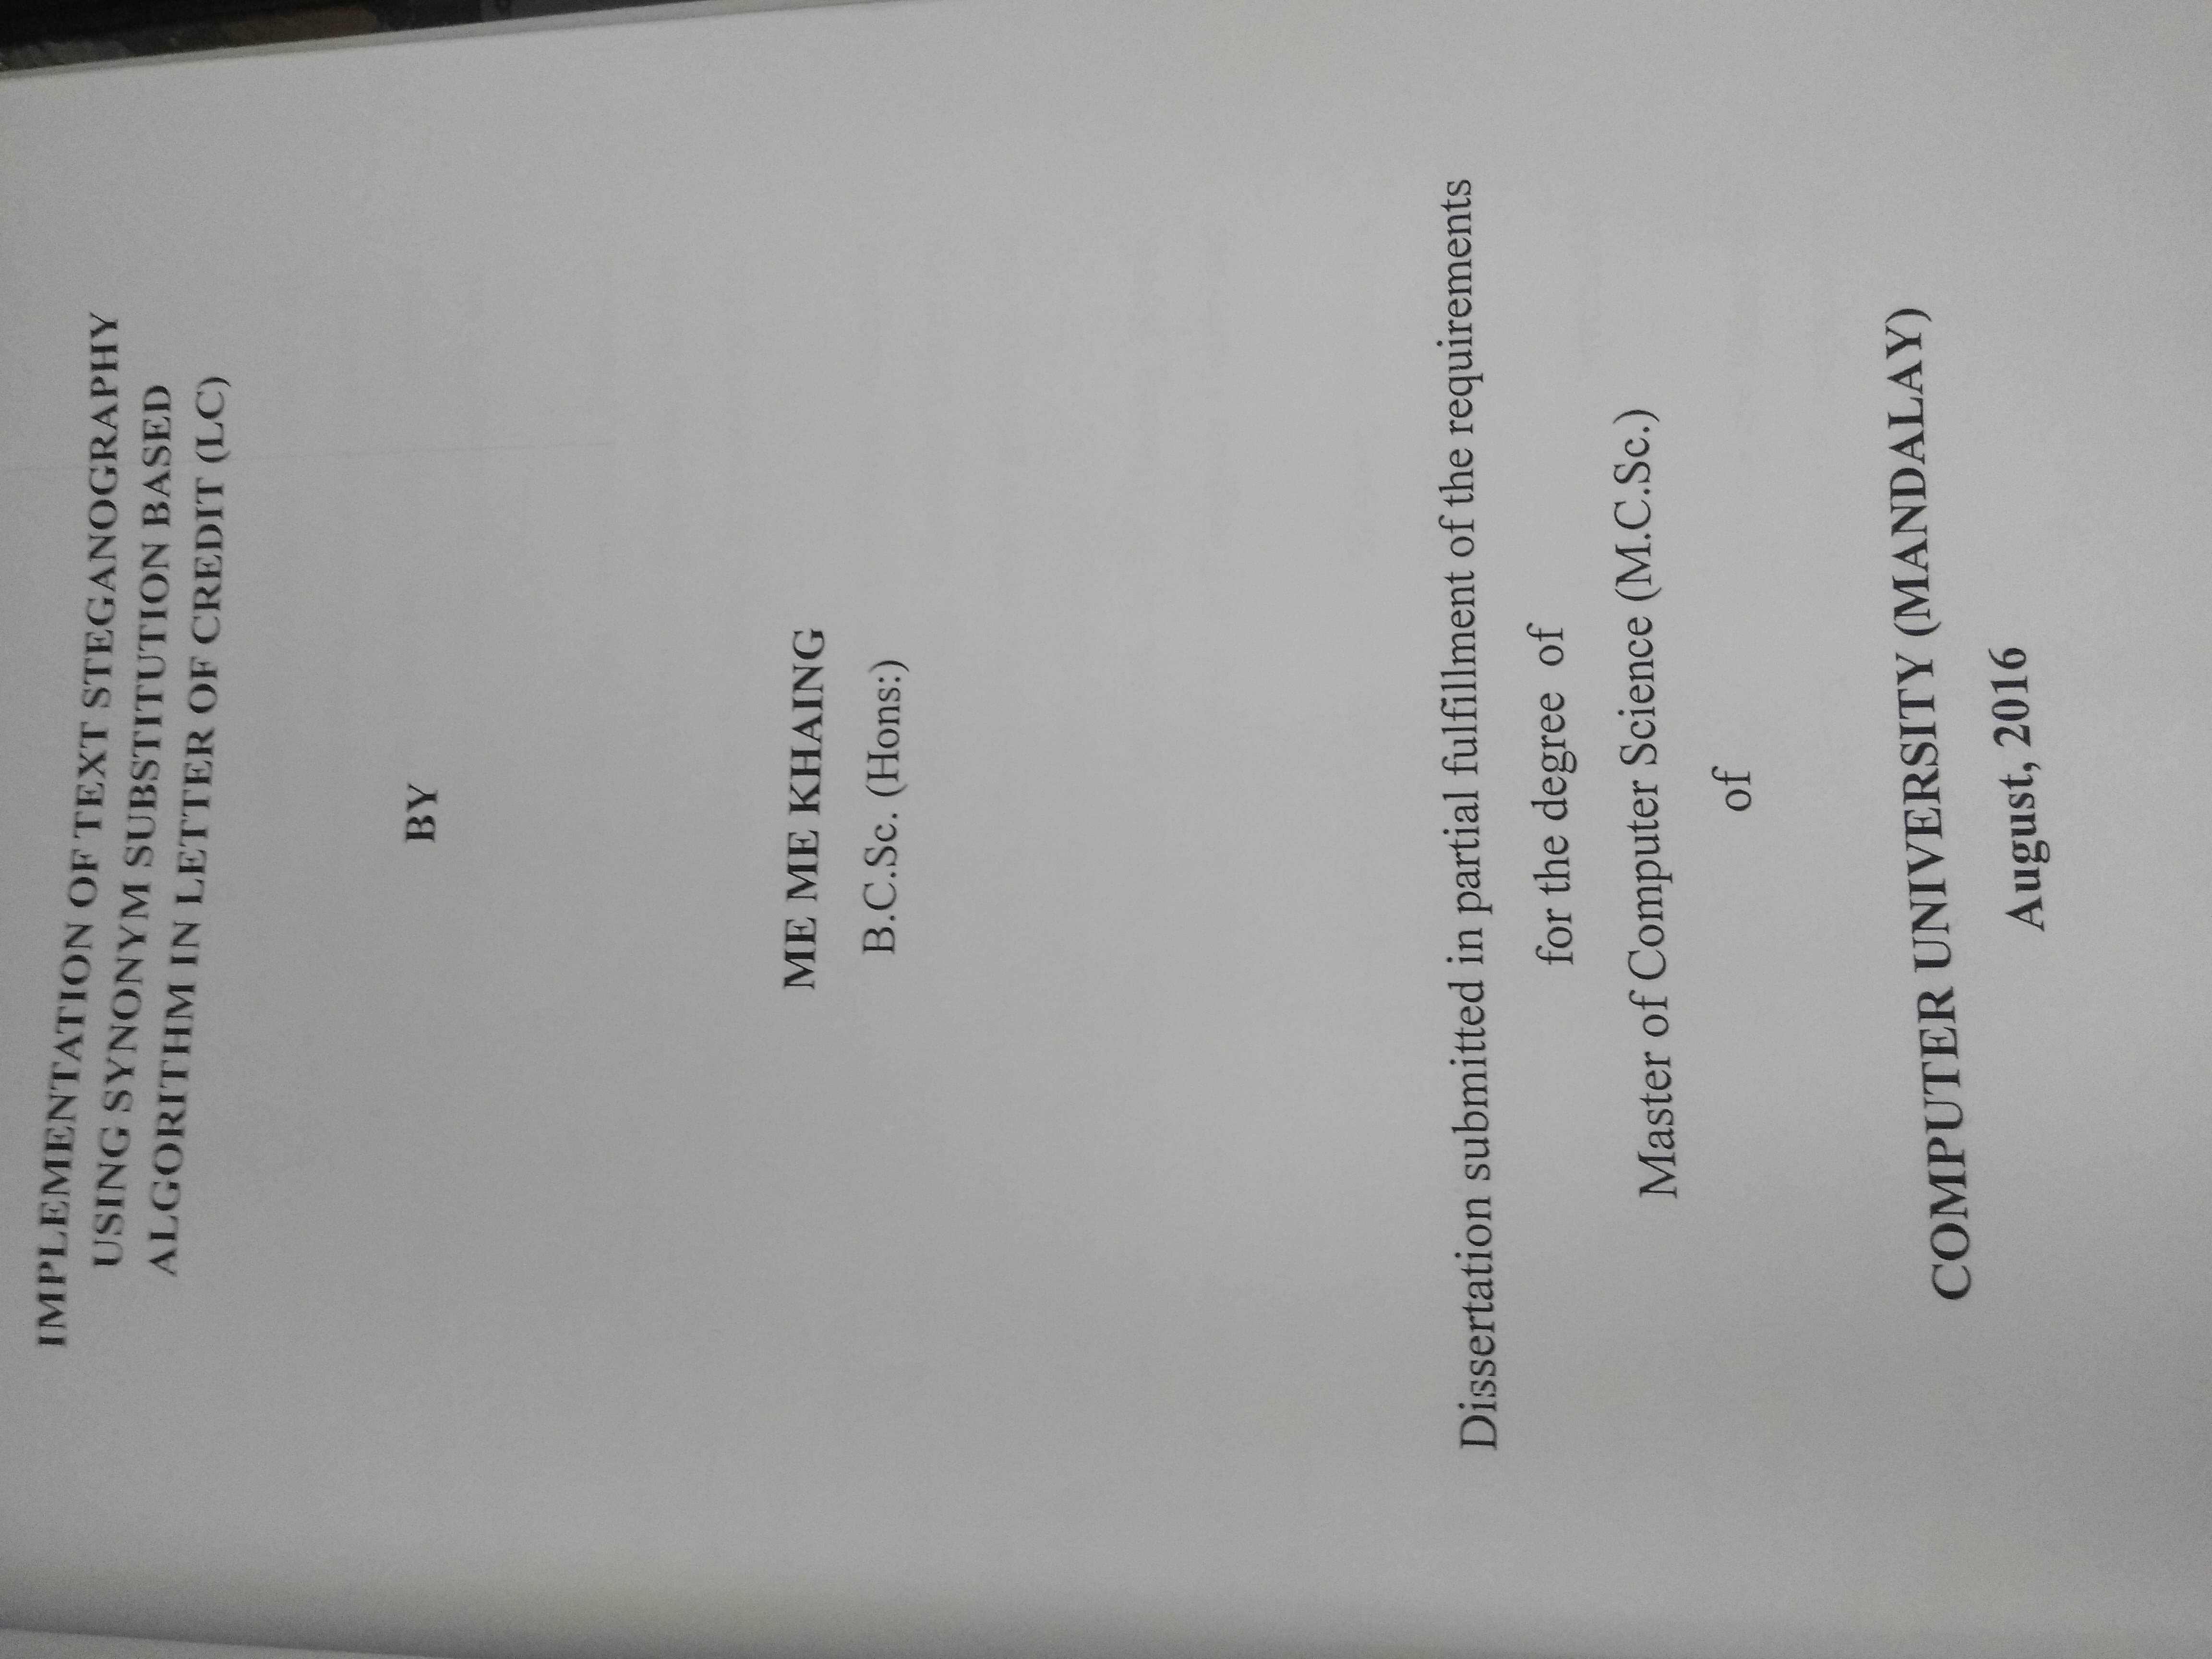 IMPLEMENTATION OF TEXT STEGANOGRAPHY
USING SYNONYM SUBSTITUTION BASED
ALGORITHM IN LETTER OF CREDIT (LC)
BY
ME ME KHAING
B.C.Sc. (Hons:)
Dissertation submitted in partial fulfillment of the requirements
for the degree of
Master of Computer Science (M.C.Sc.)
of
COMPUTER UNIVERSITY (MANDALAY)
August, 2016